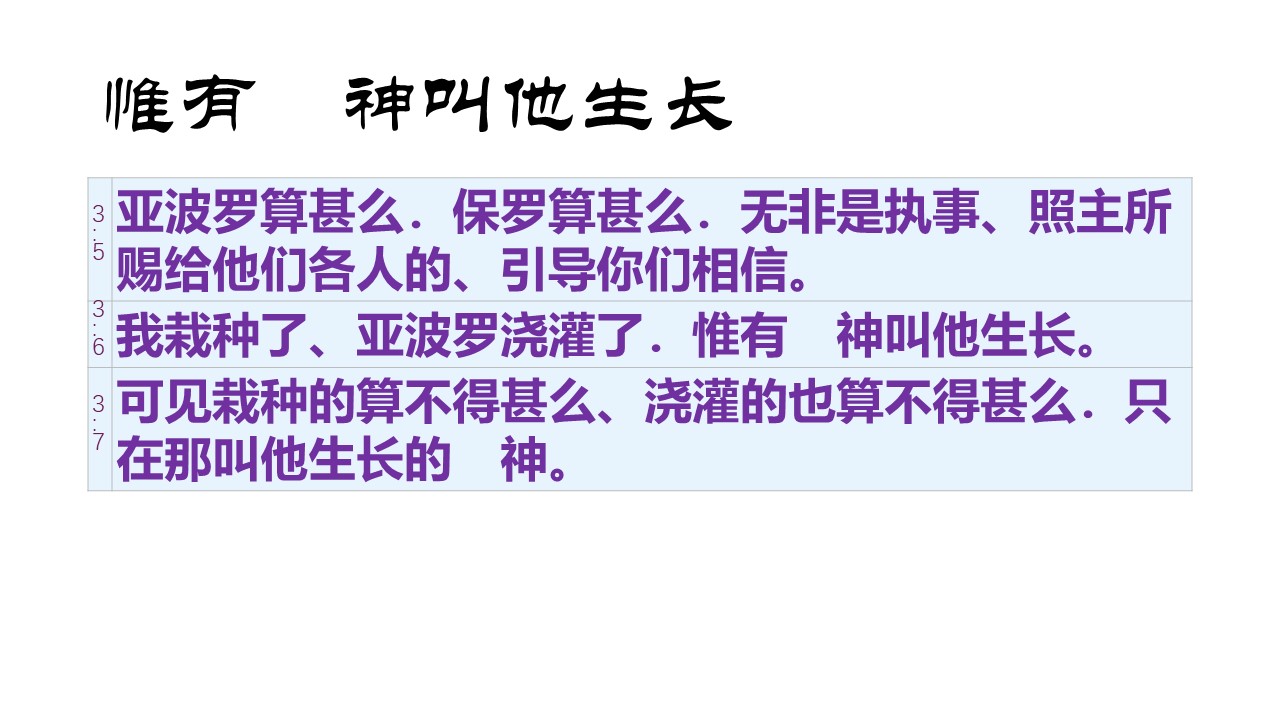 惟有　神叫他生长
3:5
亚波罗算甚么．保罗算甚么．无非是执事、照主所
赐给他们各人的、引导你们相信。
3:6
我栽种了、亚波罗浇灌了．惟有　神叫他生长。
3:7
可见栽种的算不得甚么、浇灌的也算不得甚么．只
在那叫他生长的　神。